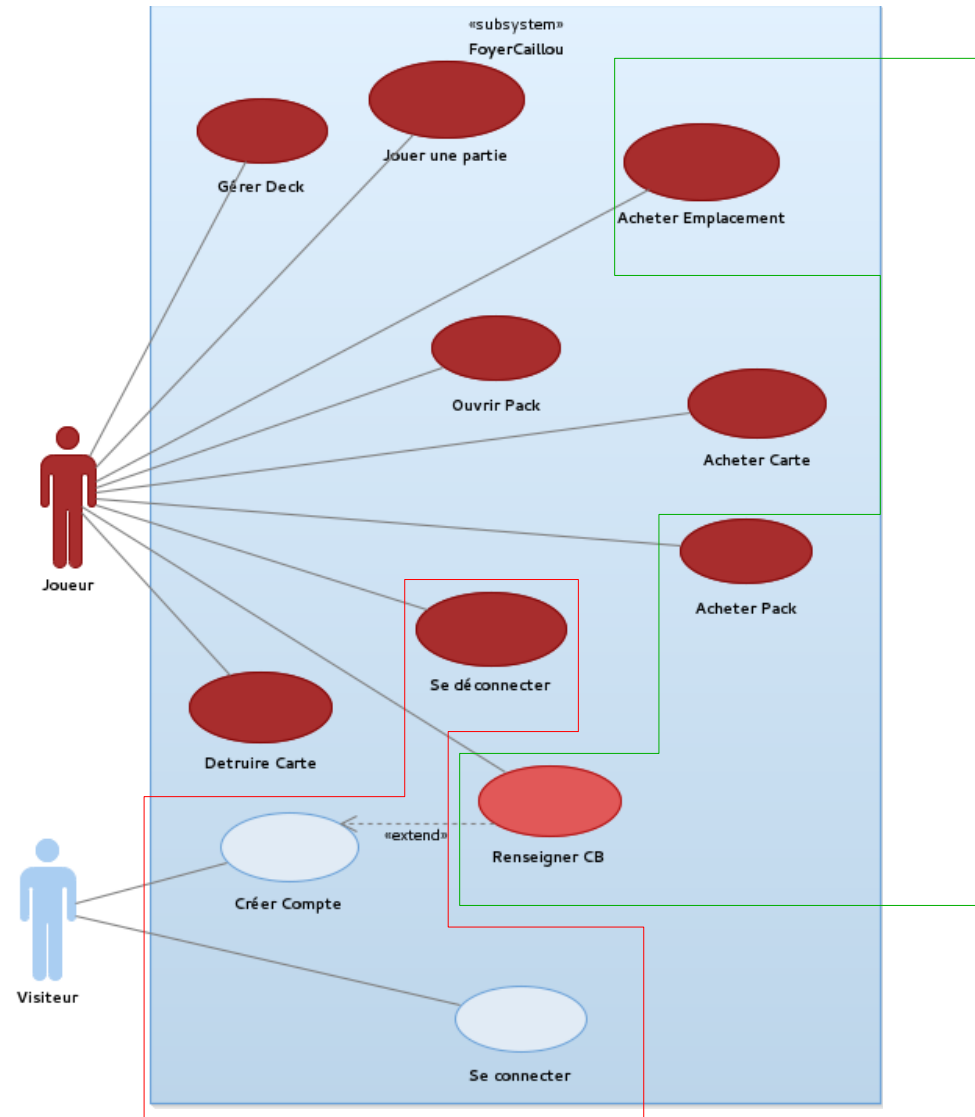 «subsystem»
FoyerCaillou
Jouer une partie
Gérer Deck
Acheter Emplacement
Ouvrir Pack
Acheter Carte
Joueur
Acheter Pack
Se déconnecter
Detruire Carte
«extend»
Renseigner CB
Créer Compte
Visiteur
Se connecter